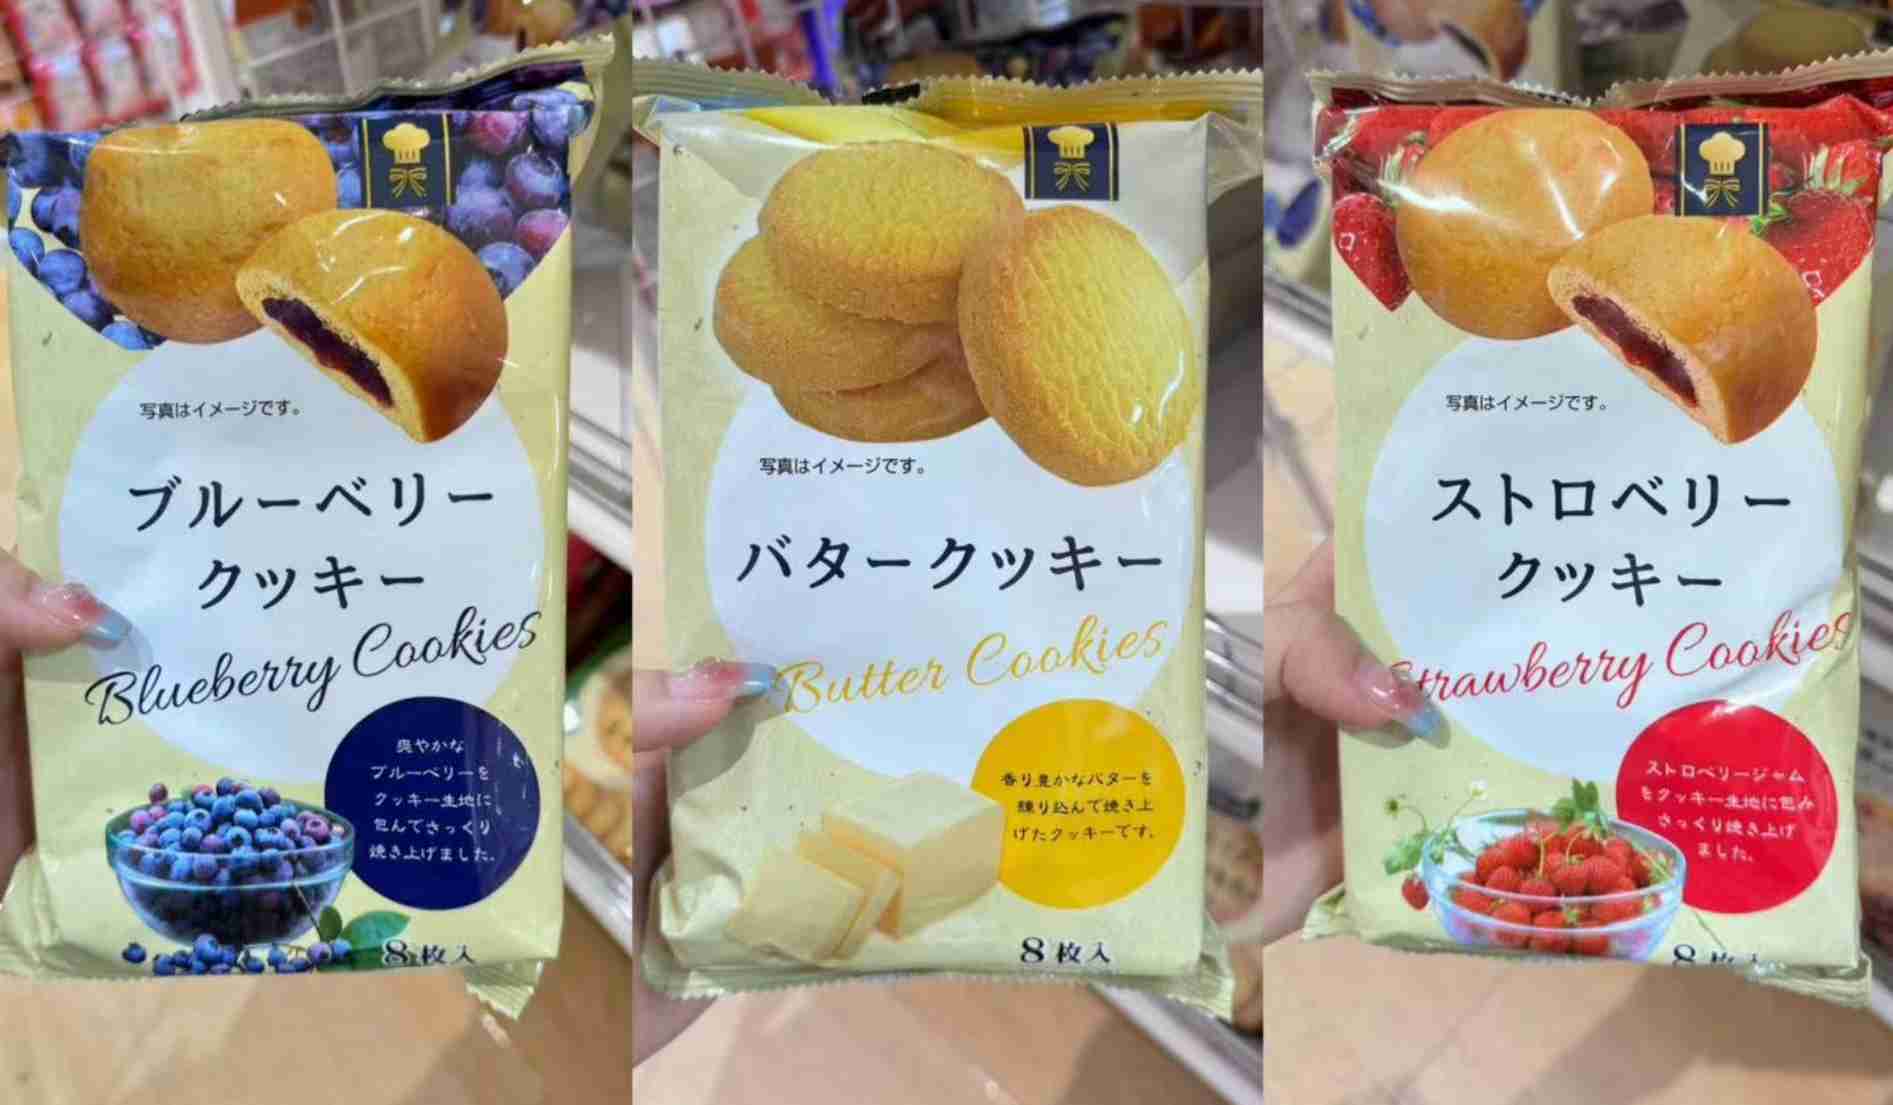 写真はイメージです。
ブルーベリー
クッキー
Blueberry Cookies
爽やかな
ブルーベリーを
クッキー生地に
包んでさっくり
焼き上げました。
8枚入
写真はイメージです。
バタークッキー
Butter Cookies
香り豊かなバターを
練り込んで焼き上
げたクッキーです。
8枚入
写真はイメージです。
ストロベリー
クッキー
Strawberry Cookies
ストロベリージャム
をクッキー生地に包み
さっくり焼き上げ
ました。
8枚入